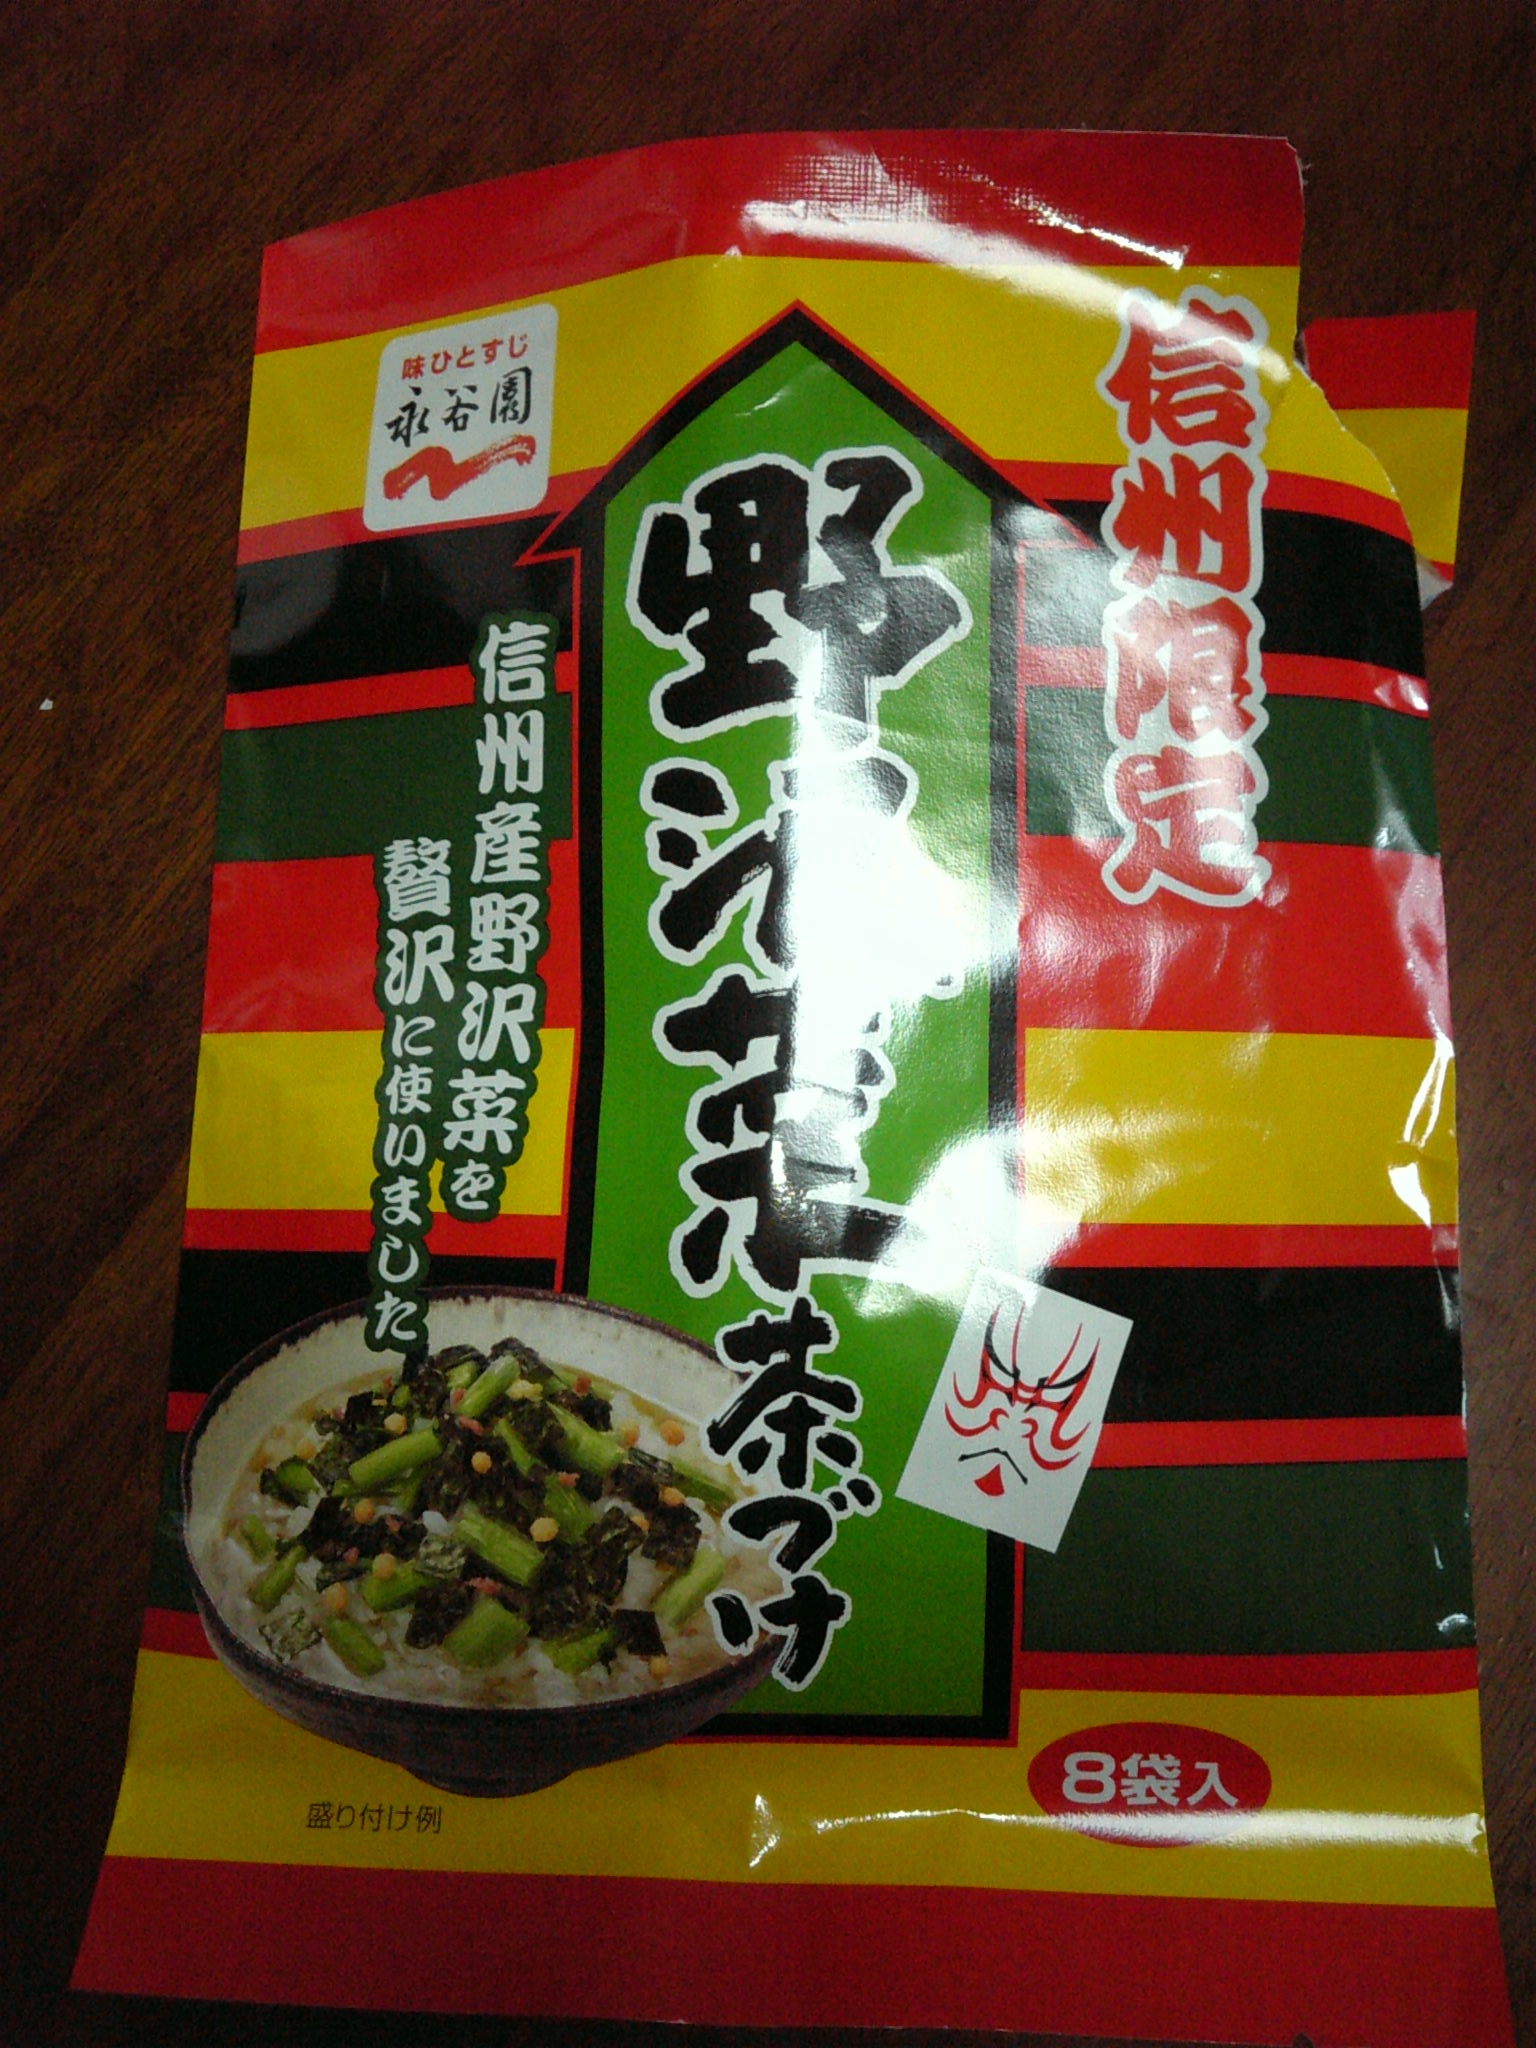 味ひとすじ
永谷園
信州限定
野沢菜
茶づけ
信州産野沢菜を
贅沢に使いました
8袋入
盛り付け例